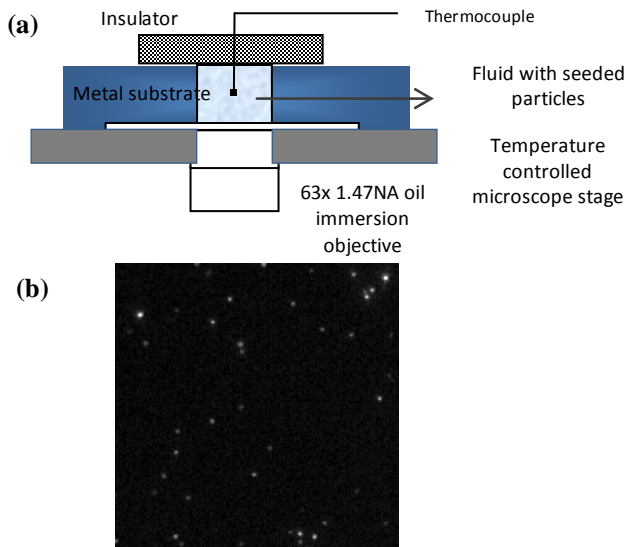 (a)
Insulator
Thermocouple
Metal substrate
Fluid with seeded
particles
Temperature
controlled
microscope stage
63x 1.47NA oil
immersion
objective
(b)